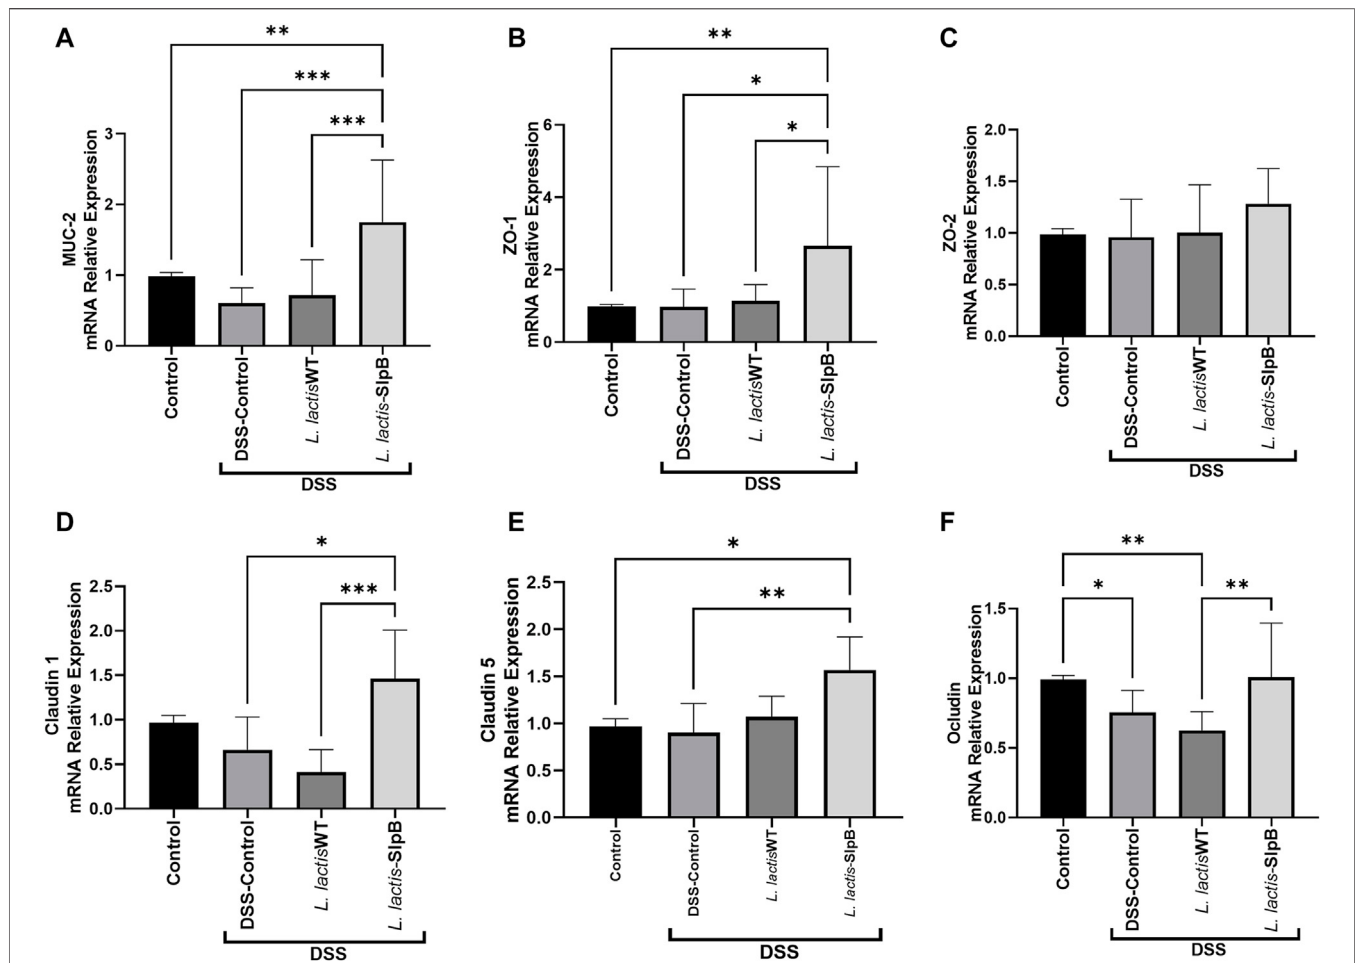 A
MUC-2
mRNA Relative Expression
3
2
1
0
**
***
***
Control
DSS-Control
L. lactisWT
L. lactis-SlpB
DSS
B
ZO-1
mRNA Relative Expression
6
4
2
0
**
*
*
Control
DSS-Control
L. lactisWT
L. lactis-SlpB
DSS
C
ZO-2
mRNA Relative Expression
2.0
1.5
1.0
0.5
0.0
Control
DSS-Control
L. lactisWT
L. lactis-SlpB
DSS
D
Claudin 1
mRNA Relative Expression
2.5
2.0
1.5
1.0
0.5
0.0
*
***
Control
DSS-Control
L. lactisWT
L. lactis-SlpB
DSS
E
Claudin 5
mRNA Relative Expression
2.5
2.0
1.5
1.0
0.5
0.0
*
**
Control
DSS-Control
L. lactisWT
L. lactis-SlpB
DSS
F
Ocludin
mRNA Relative Expression
1.5
1.0
0.5
0.0
**
*
**
Control
DSS-Control
L. lactisWT
L. lactis-SlpB
DSS